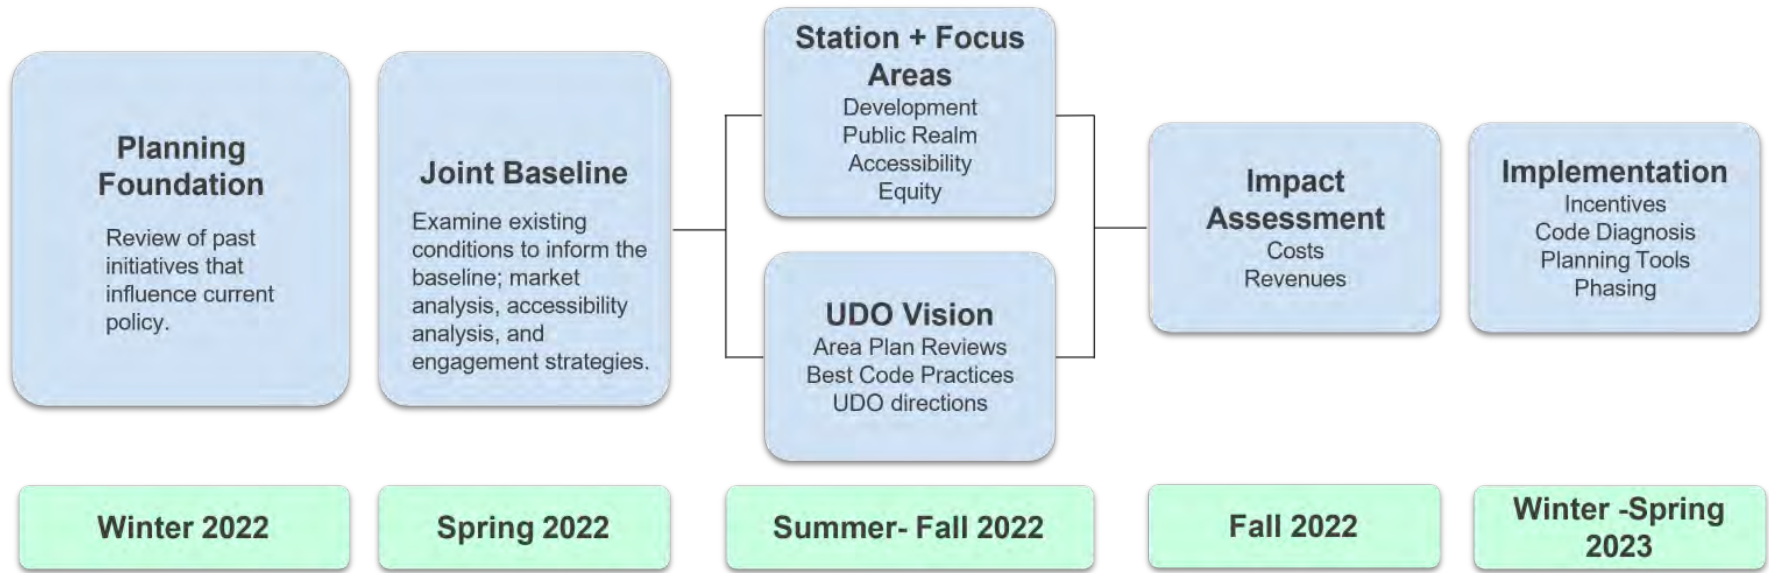 Planning
Foundation
Review of past
initiatives that
influence current
policy.
Joint Baseline
Examine existing
conditions to inform the
baseline; market
analysis, accessibility
analysis, and
engagement strategies.
Station + Focus
Areas
Development
Public Realm
Accessibility
Equity
UDO Vision
Area Plan Reviews
Best Code Practices
UDO directions
Impact
Assessment
Costs
Revenues
Implementation
Incentives
Code Diagnosis
Planning Tools
Phasing
Winter 2022
Spring 2022
Summer- Fall 2022
Fall 2022
Winter -Spring
2023